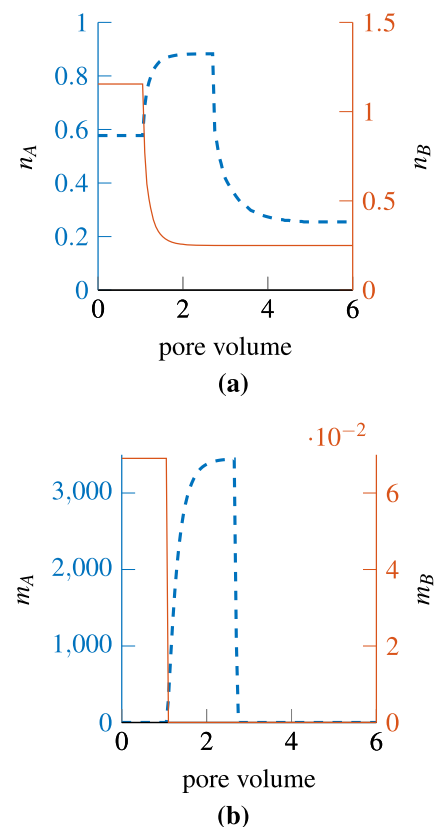 1 1.5
0.8
0.6 1
n_A n_B
0.4 0.5
0.2
0 0
0 2 4 6
pore volume
(a)
·10⁻²
3,000 6
2,000 4
m_A m_B
1,000 2
0 0
0 2 4 6
pore volume
(b)